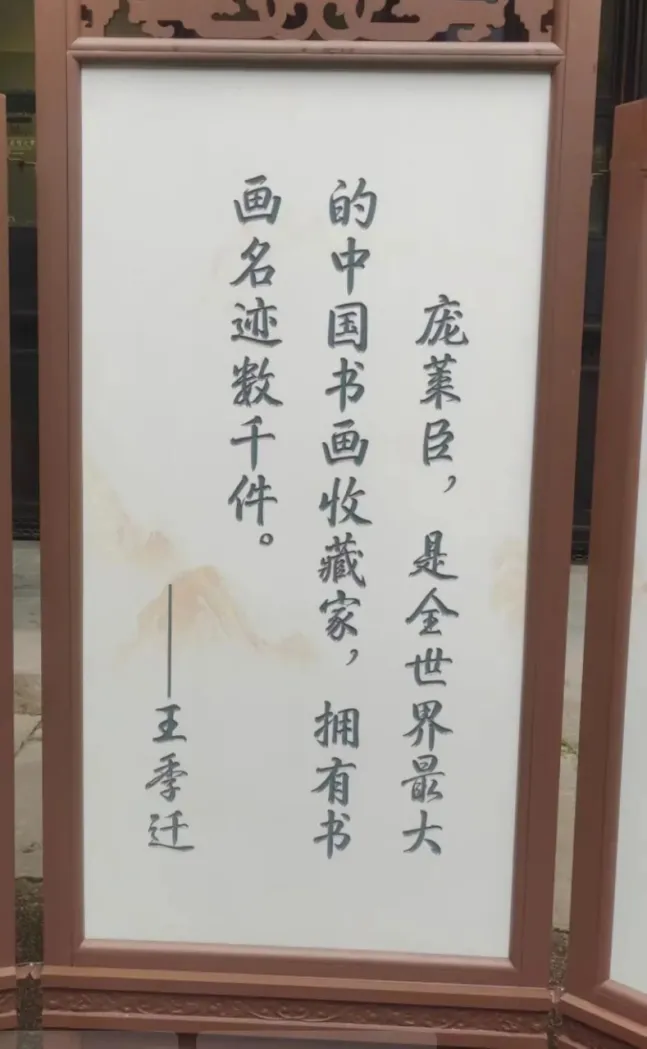 庞莱臣，是全世界最大
的中国书画收藏家，拥有书
画名迹数千件。
——王季迁